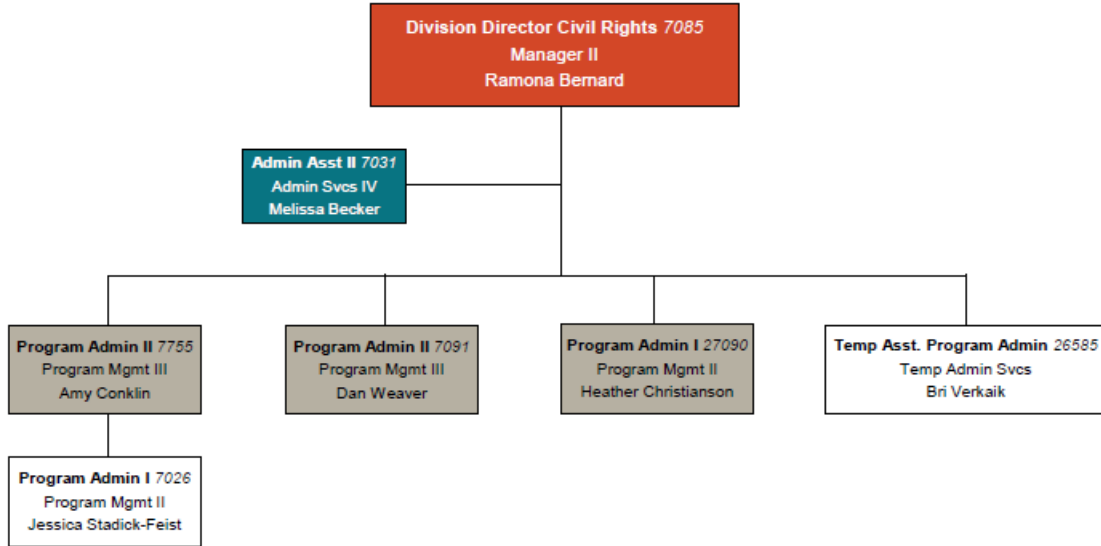 Division Director Civil Rights 7085
Manager II
Ramona Bernard
Admin Asst II 7031
Admin Svcs IV
Melissa Becker
Program Admin II 7755
Program Mgmt III
Amy Conklin
Program Admin II 7091
Program Mgmt III
Dan Weaver
Program Admin I 27090
Program Mgmt II
Heather Christianson
Temp Asst. Program Admin 26585
Temp Admin Svcs
Bri Verkaik
Program Admin I 7026
Program Mgmt II
Jessica Stadick-Feist